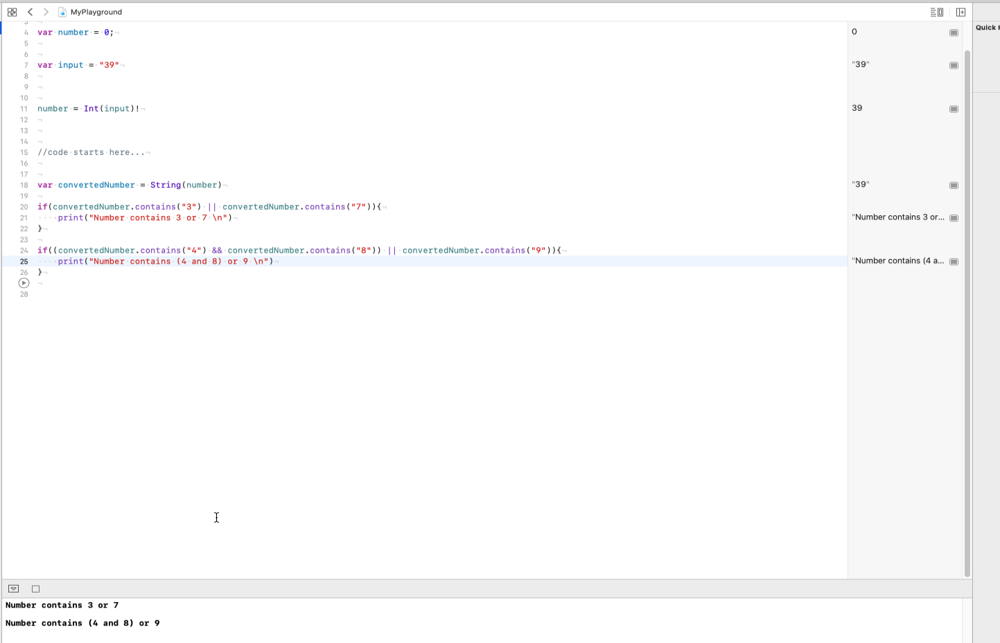 MyPlayground
Quick
3
4 var number = 0; 0
5
6
7 var input = "39" "39"
8
9
10
11 number = Int(input)! 39
12
13
14
15 //code starts here...
16
17
18 var convertedNumber = String(number) "39"
19
20 if(convertedNumber.contains("3") || convertedNumber.contains("7")){
21 print("Number contains 3 or 7 \n") "Number contains 3 or...
22 }
23
24 if((convertedNumber.contains("4") && convertedNumber.contains("8")) || convertedNumber.contains("9")){
25 print("Number contains (4 and 8) or 9 \n") "Number contains (4 a...
26 }
28
Number contains 3 or 7
Number contains (4 and 8) or 9